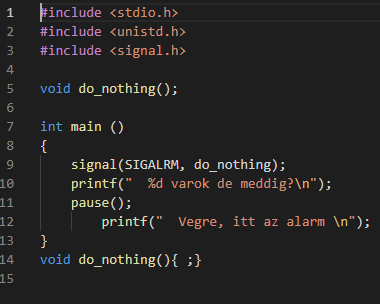 1 #include <stdio.h>
2 #include <unistd.h>
3 #include <signal.h>
4
5 void do_nothing();
6
7 int main ()
8 {
9     signal(SIGALRM, do_nothing);
10     printf("  %d varok de meddig?\n");
11     pause();
12         printf("  Vegre, itt az alarm \n");
13 }
14 void do_nothing(){ ;}
15